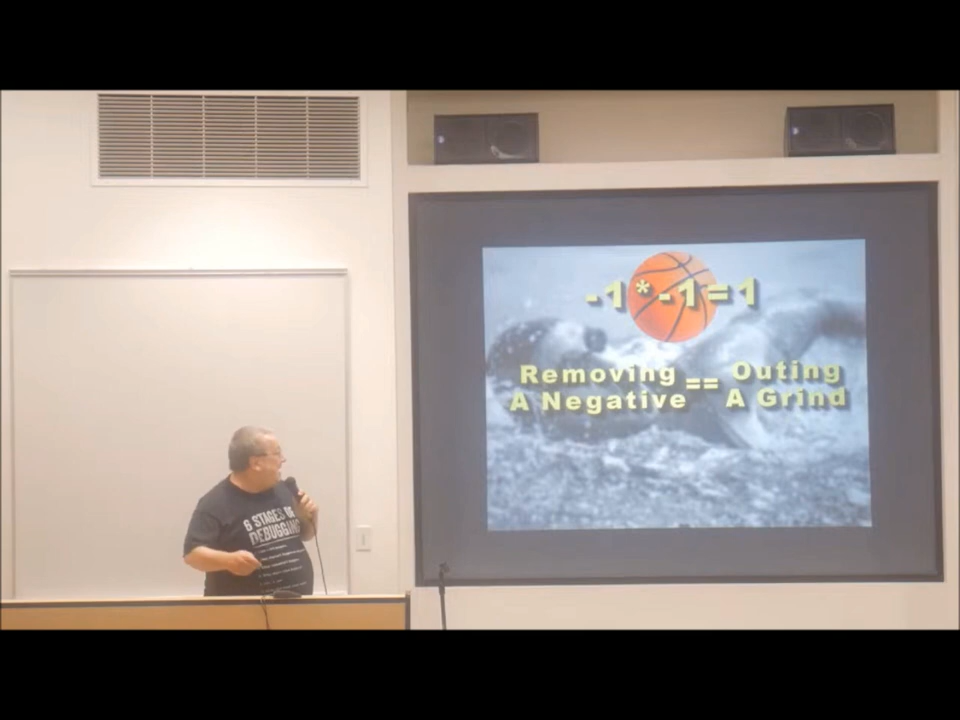 -1*-1=1
Removing == Outing
A Negative A Grind
6 STAGES OF
DEBUGGING